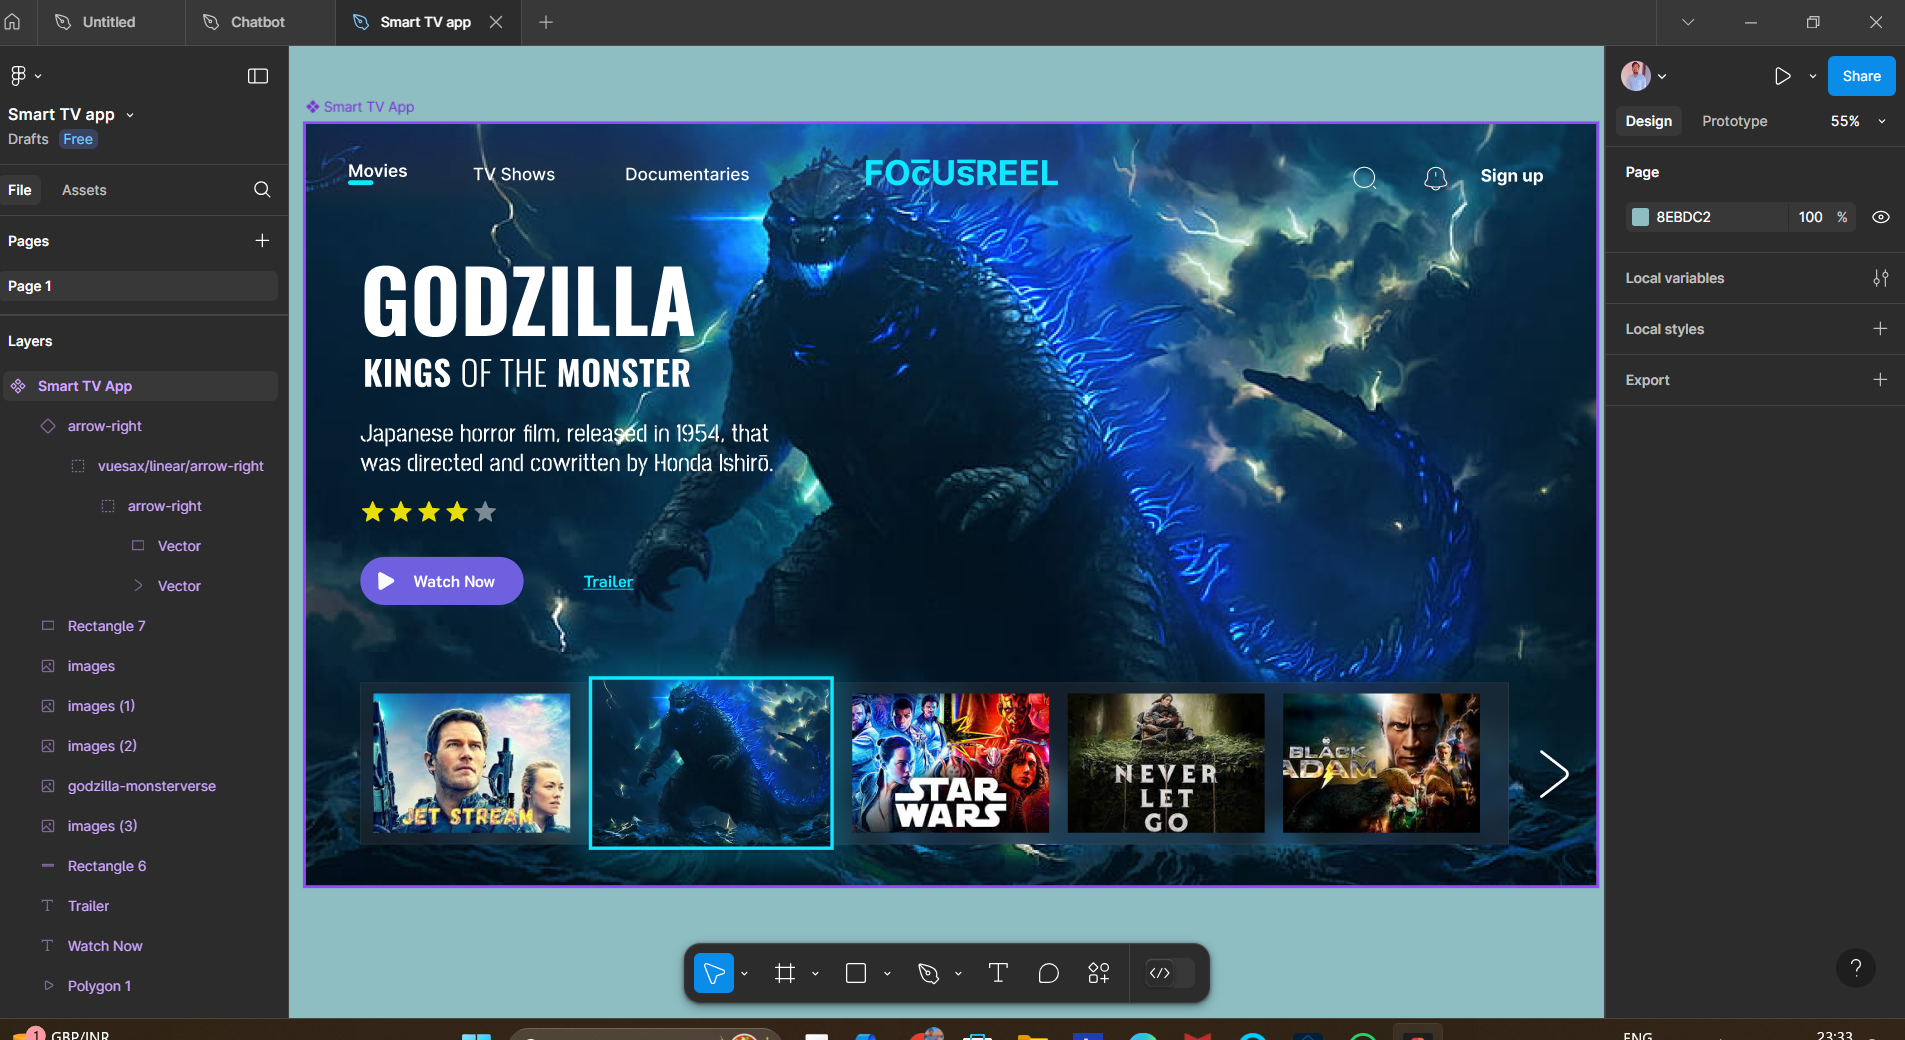 Untitled
Chatbot
Smart TV app
Smart TV app
Drafts Free
File Assets
Pages
Page 1
Layers
Smart TV App
arrow-right
vuesax/linear/arrow-right
arrow-right
Vector
Vector
Rectangle 7
images
images (1)
images (2)
godzilla-monsterverse
images (3)
Rectangle 6
Trailer
Watch Now
Polygon 1
Smart TV App
Movies TV Shows Documentaries FOCUSREEL Sign up
GODZILLA
KINGS OF THE MONSTER
Japanese horror film, released in 1954, that
was directed and cowritten by Honda Ishirō.
Watch Now Trailer
JET STREAM
STAR
WARS
NEVER
LET
GO
DC
BLACK
ADAM
Share
Design Prototype 55%
Page
8EBDC2 100 %
Local variables
Local styles
Export
?
1 GBP/INR
ENG
23:33